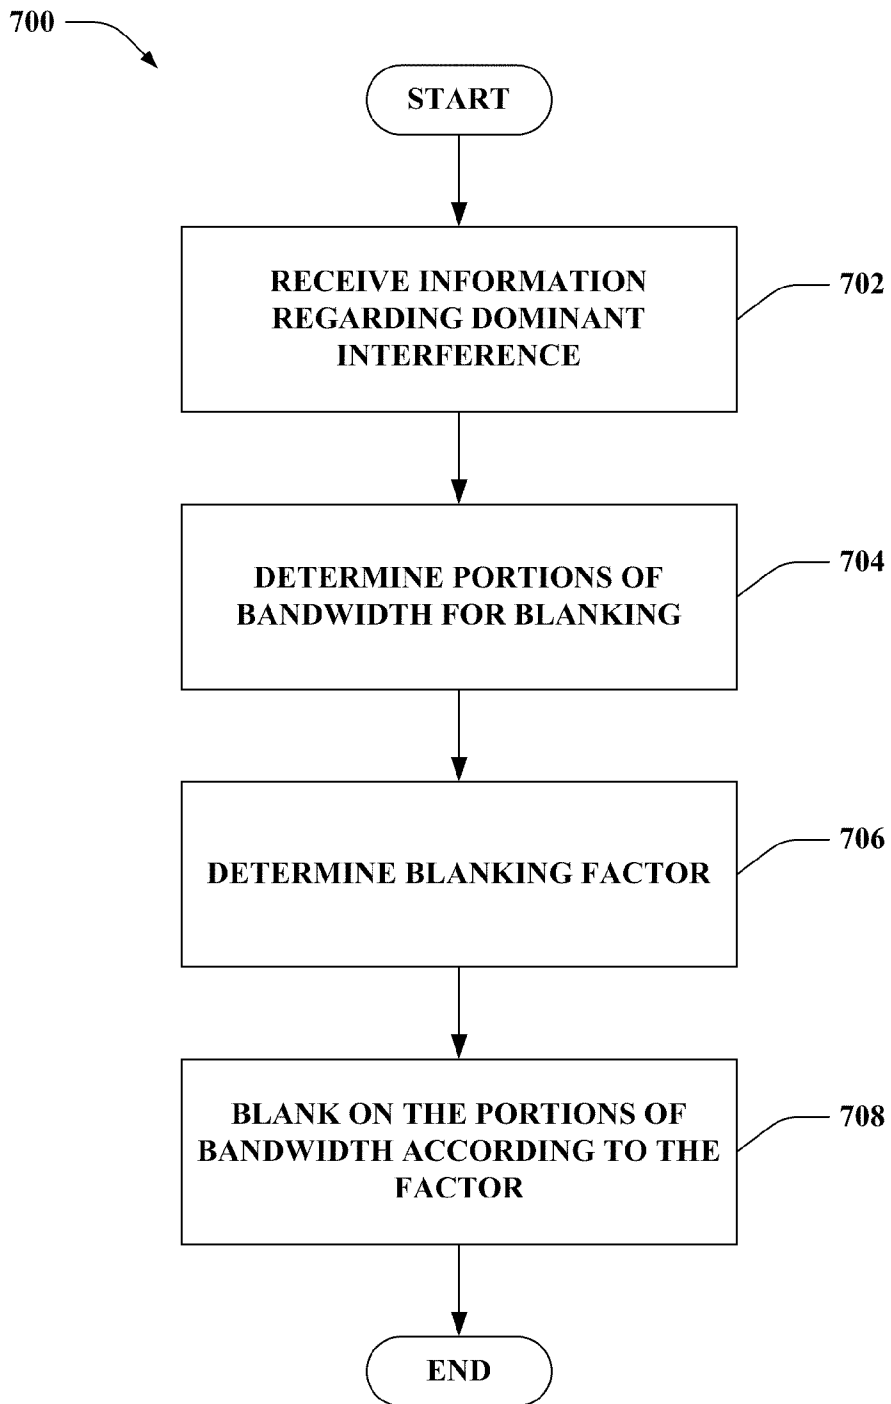 700
START
RECEIVE INFORMATION
REGARDING DOMINANT
INTERFERENCE
702
DETERMINE PORTIONS OF
BANDWIDTH FOR BLANKING
704
DETERMINE BLANKING FACTOR
706
BLANK ON THE PORTIONS OF
BANDWIDTH ACCORDING TO THE
FACTOR
708
END